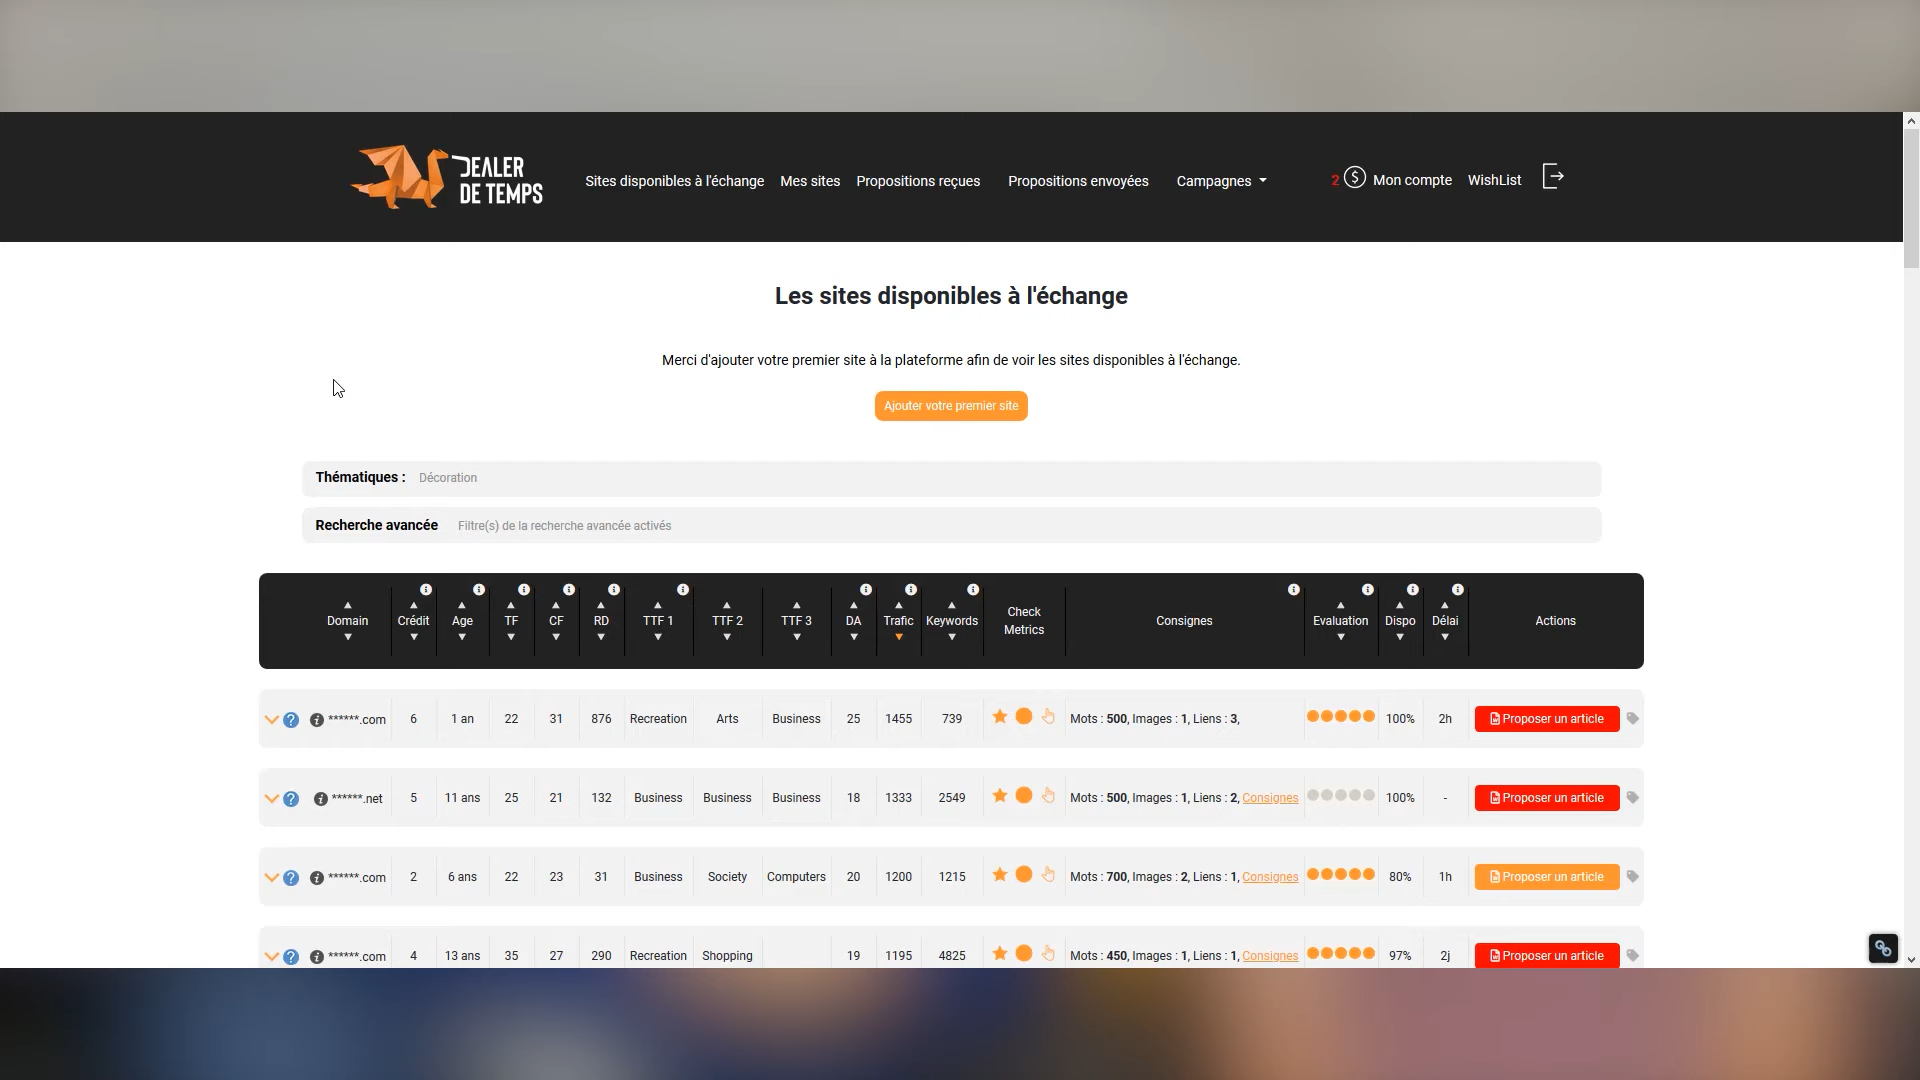 DEALER
DE TEMPS
Sites disponibles à l'échange Mes sites Propositions reçues Propositions envoyées Campagnes
2 $ Mon compte WishList
Les sites disponibles à l'échange
Merci d'ajouter votre premier site à la plateforme afin de voir les sites disponibles à l'échange.
Ajouter votre premier site
Thématiques : Décoration
Recherche avancée Filtre(s) de la recherche avancée activés
Domain Crédit Age TF CF RD TTF 1 TTF 2 TTF 3 DA Trafic Keywords Check Metrics Consignes Evaluation Dispo Délai Actions
******.com 6 1 an 22 31 876 Recreation Arts Business 25 1455 739 Mots : 500, Images : 1, Liens : 3, 100% 2h Proposer un article
******.net 5 11 ans 25 21 132 Business Business Business 18 1333 2549 Mots : 500, Images : 1, Liens : 2, Consignes 100% - Proposer un article
******.com 2 6 ans 22 23 31 Business Society Computers 20 1200 1215 Mots : 700, Images : 2, Liens : 1, Consignes 80% 1h Proposer un article
******.com 4 13 ans 35 27 290 Recreation Shopping 19 1195 4825 Mots : 450, Images : 1, Liens : 1, Consignes 97% 2j Proposer un article